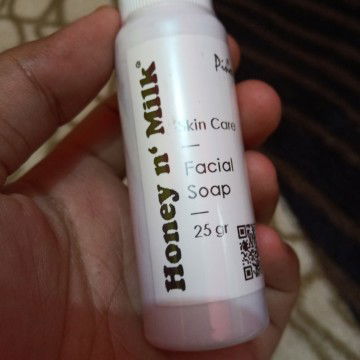 Honey n' Milk®
Skin Care
Facial
Soap
25 gr